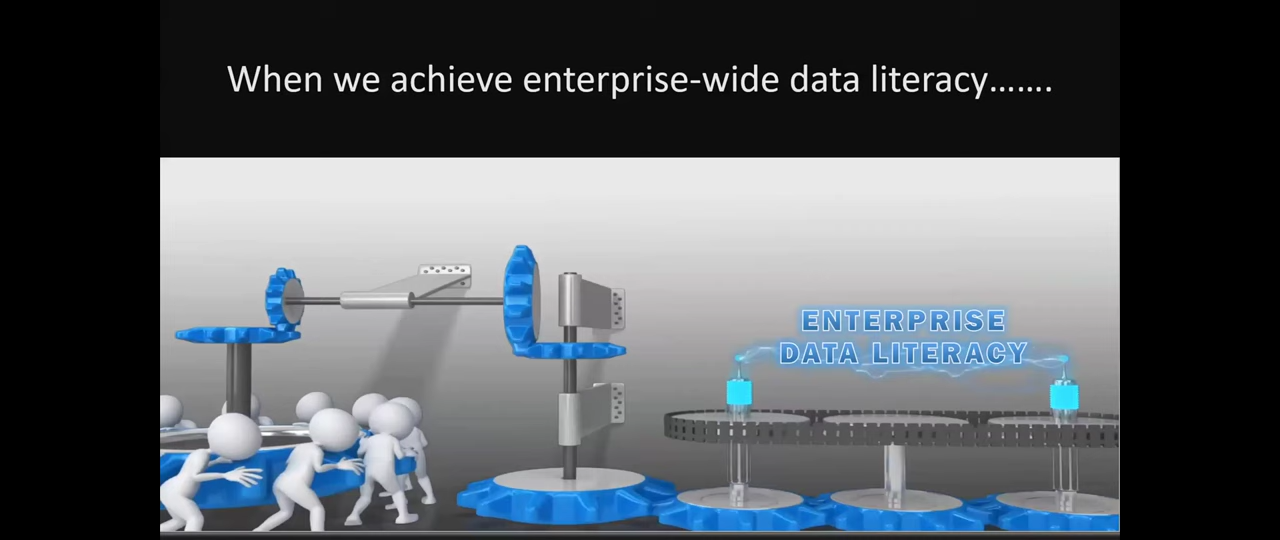 When we achieve enterprise-wide data literacy…….
ENTERPRISE
DATA LITERACY